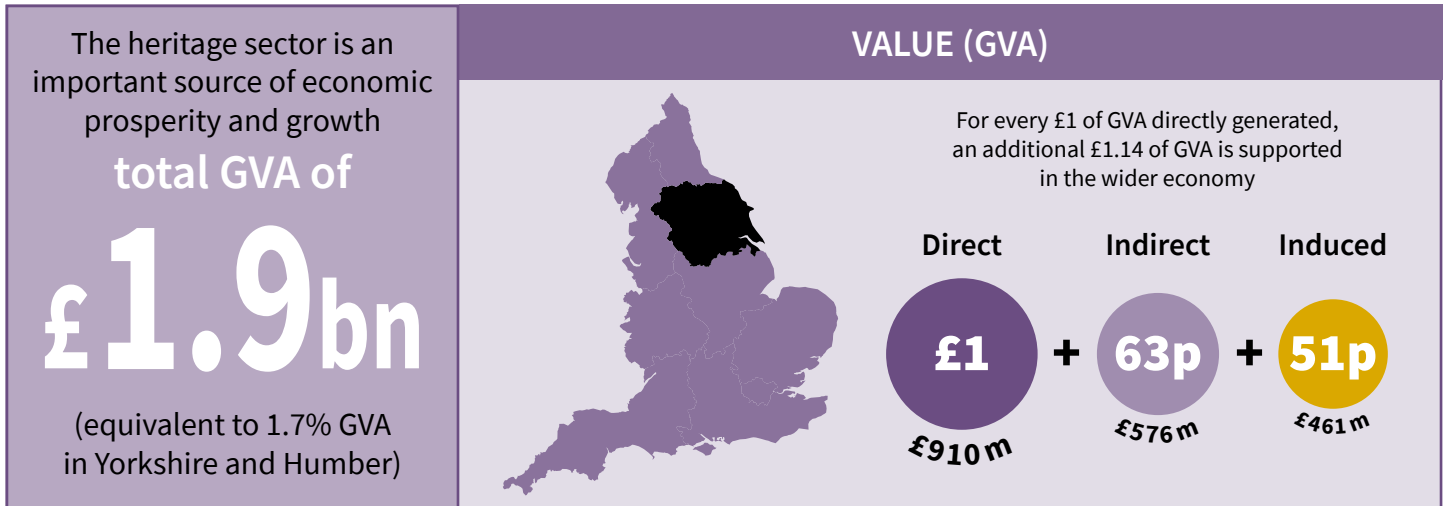 The heritage sector is an
important source of economic
prosperity and growth
total GVA of
£1.9bn
(equivalent to 1.7% GVA
in Yorkshire and Humber)
VALUE (GVA)
For every £1 of GVA directly generated,
an additional £1.14 of GVA is supported
in the wider economy
Direct Indirect Induced
£1 + 63p + 51p
£910m £576m £461m